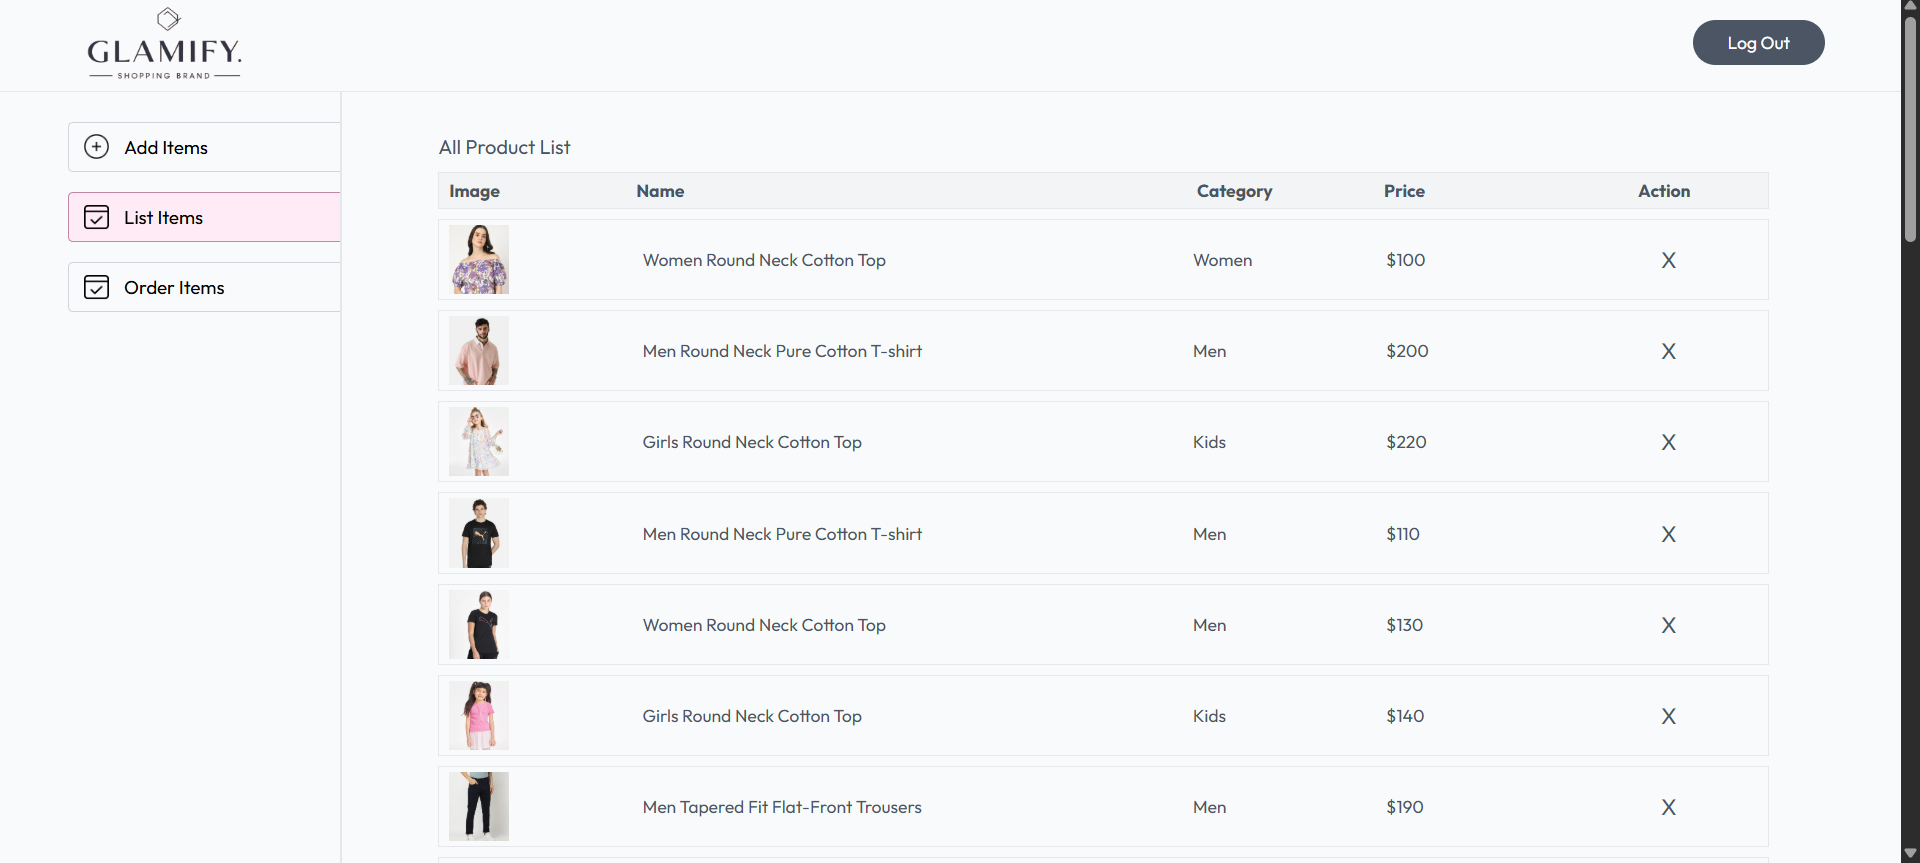 GLAMIFY.
SHOPPING BRAND
Log Out
Add Items
List Items
Order Items
All Product List
Image Name Category Price Action
Women Round Neck Cotton Top Women $100 X
Men Round Neck Pure Cotton T-shirt Men $200 X
Girls Round Neck Cotton Top Kids $220 X
Men Round Neck Pure Cotton T-shirt Men $110 X
Women Round Neck Cotton Top Men $130 X
Girls Round Neck Cotton Top Kids $140 X
Men Tapered Fit Flat-Front Trousers Men $190 X